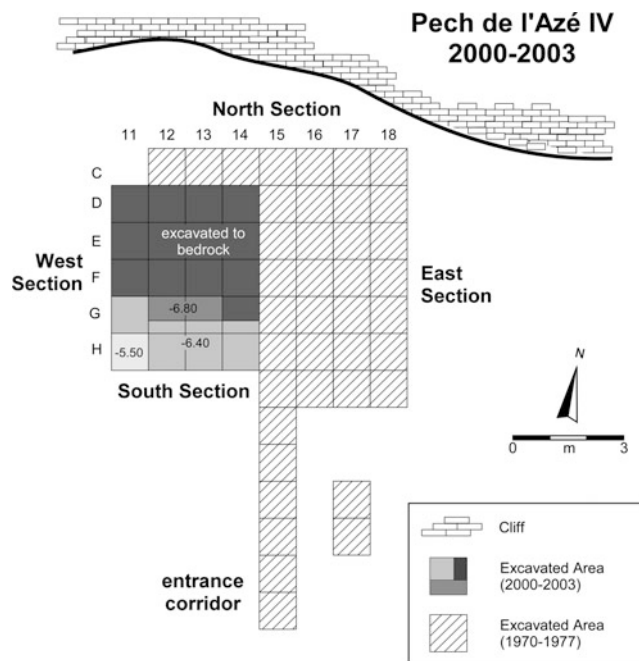 Pech de l'Azé IV
2000-2003
North Section
11 12 13 14 15 16 17 18
C
D
E
F
G
H
excavated to
bedrock
West
Section
East
Section
-6.80
-6.40
-5.50
South Section
N
0 m 3
entrance
corridor
Cliff
Excavated Area
(2000-2003)
Excavated Area
(1970-1977)